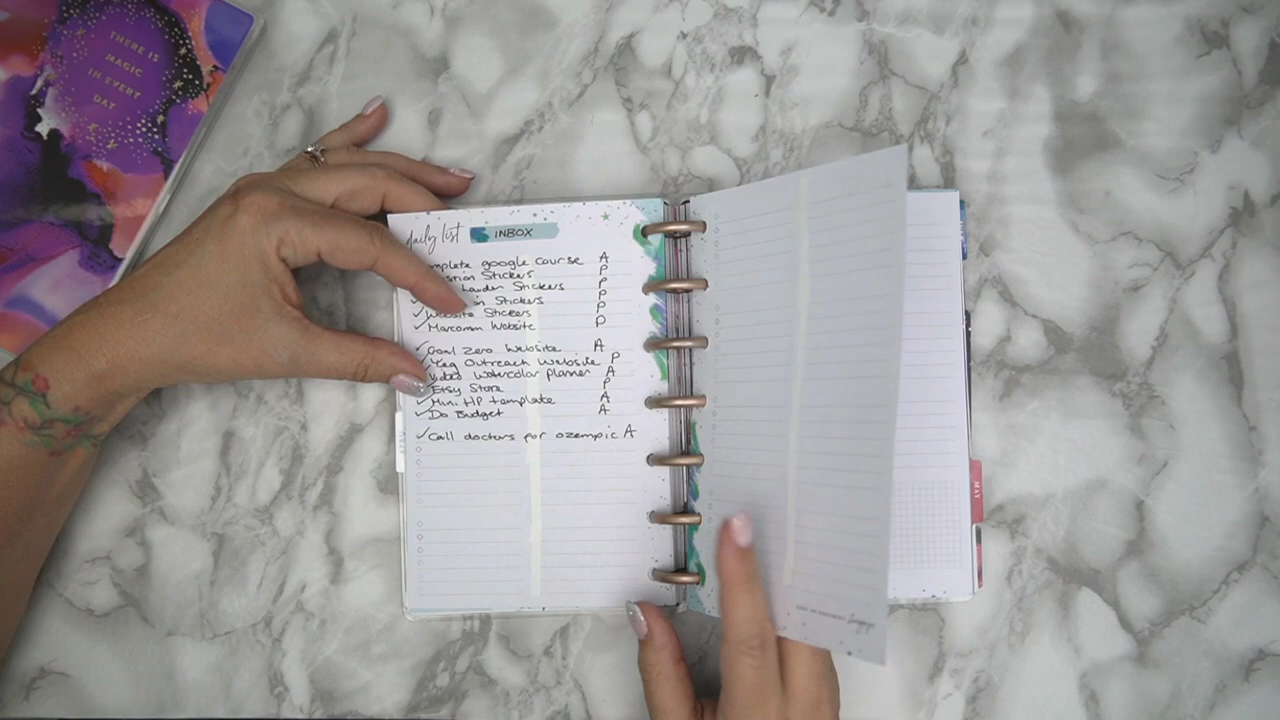 THERE IS
MAGIC
IN EVERY
DAY
daily list INBOX
mplete google course A
Stickers P
Stickers P
Stickers P
Website Stickers P
✓ Marcomm Website P
✓ Goal Zero Website A
✓ Yeg Outreach Website P
✓ Video Watercolor planner A
✓ Etsy Store P
✓ Mini HP template A
✓ Do Budget A
✓ Call doctors for ozempic A
MAY